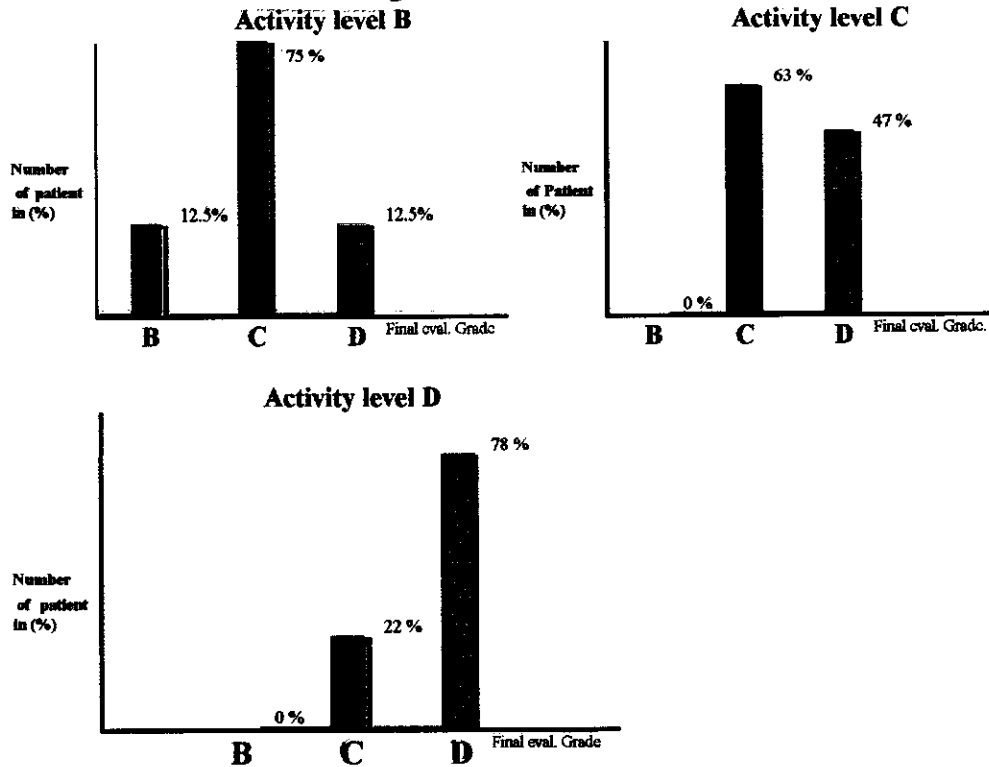 Activity level B
75 %
Number
of patient
in (%)
12.5%
12.5%
B
C
D
Final eval. Grade
Activity level C
63 %
47 %
Number
of Patient
in (%)
0 %
B
C
D
Final eval. Grade.
Activity level D
78 %
Number
of patient
in (%)
22 %
0 %
B
C
D
Final eval. Grade